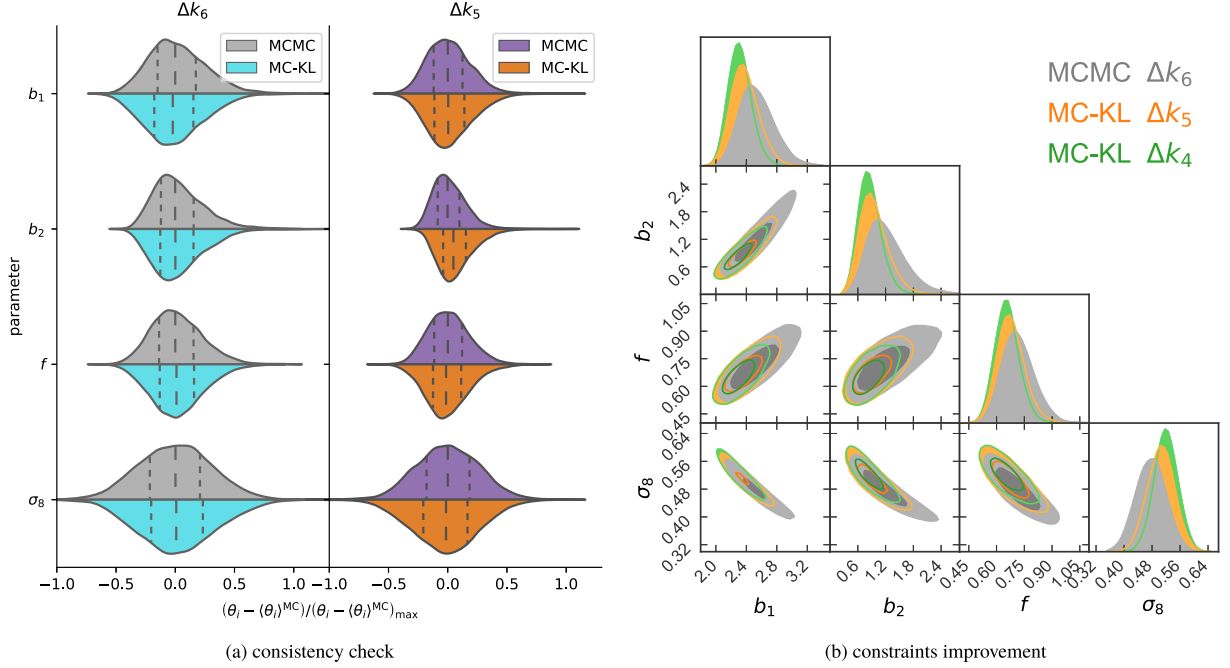 Δk₆
Δk₅
MCMC
MC-KL
MCMC
MC-KL
b₁
b₂
f
σ₈
parameter
−1.0 −0.5 0.0 0.5 1.0
−1.0 −0.5 0.0 0.5 1.0
(θᵢ − ⟨θᵢ⟩ᴹᶜ)/(θᵢ − ⟨θᵢ⟩ᴹᶜ)max
(a) consistency check
MCMC Δk₆
MC-KL Δk₅
MC-KL Δk₄
b₂
2.4
1.8
1.2
0.6
f
1.05
0.90
0.75
0.60
0.45
σ₈
0.64
0.56
0.48
0.40
0.32
2.0 2.4 2.8 3.2
0.6 1.2 1.8 2.4
0.45 0.60 0.75 0.90 1.05
0.32 0.40 0.48 0.56 0.64
b₁
b₂
f
σ₈
(b) constraints improvement